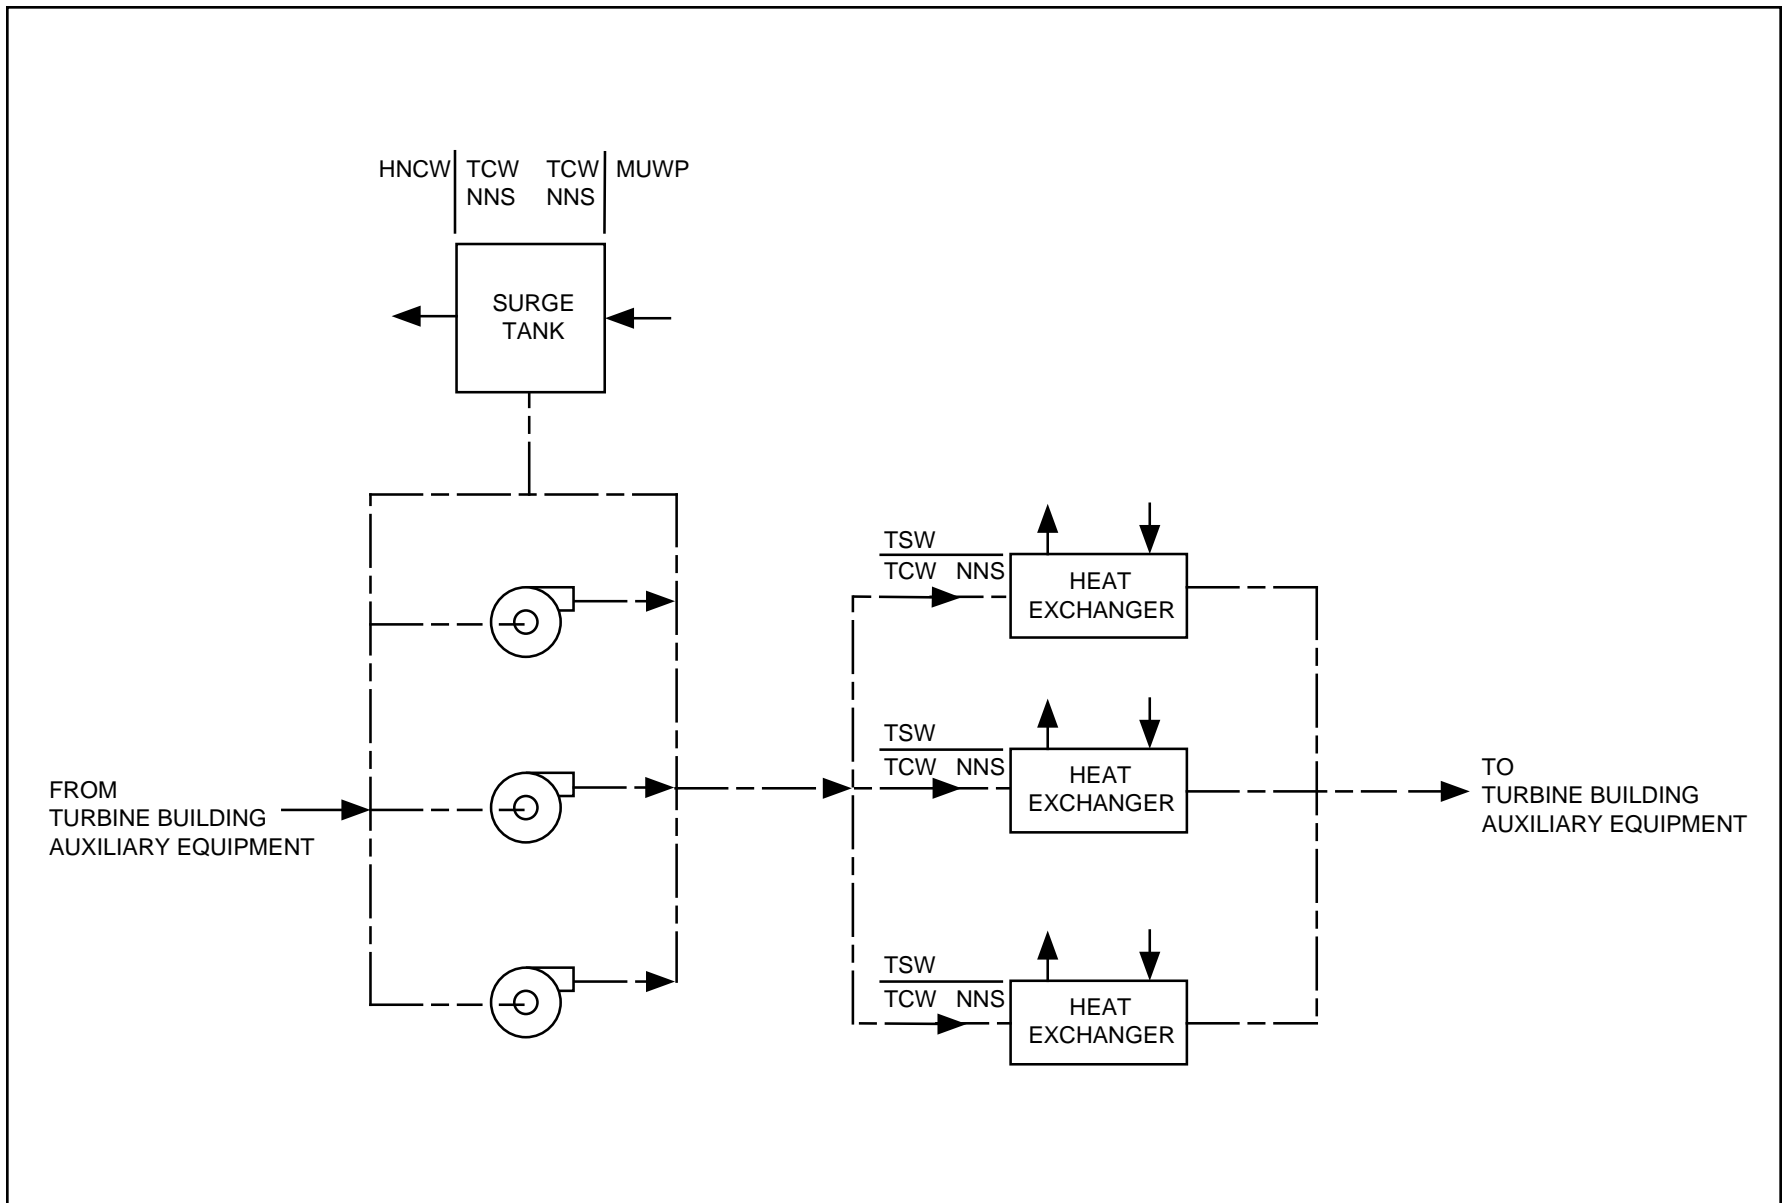 HNCW TCW TCW MUWP
NNS NNS
SURGE
TANK
TSW
TCW NNS
HEAT
EXCHANGER
TSW
TCW NNS
HEAT
EXCHANGER
FROM
TURBINE BUILDING
AUXILIARY EQUIPMENT
TO
TURBINE BUILDING
AUXILIARY EQUIPMENT
TSW
TCW NNS
HEAT
EXCHANGER